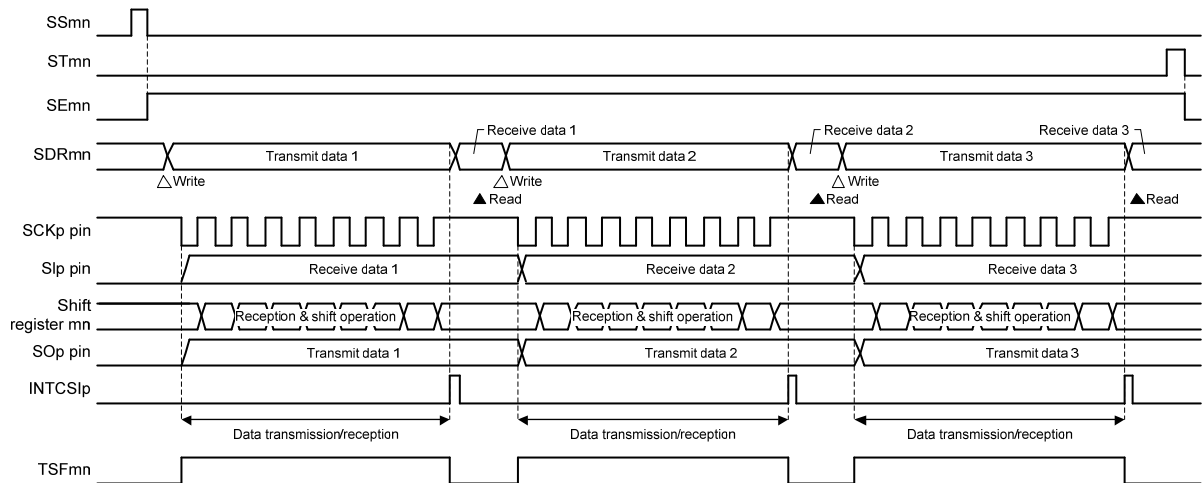 SSmn
STmn
SEmn
Receive data 1
Receive data 2
Receive data 3
SDRmn
Transmit data 1
Transmit data 2
Transmit data 3
Write
Write
Write
Read
Read
Read
SCKp pin
SIp pin
Receive data 1
Receive data 2
Receive data 3
Shift
register mn
Reception & shift operation
Reception & shift operation
Reception & shift operation
SOp pin
Transmit data 1
Transmit data 2
Transmit data 3
INTCSIp
Data transmission/reception
Data transmission/reception
Data transmission/reception
TSFmn